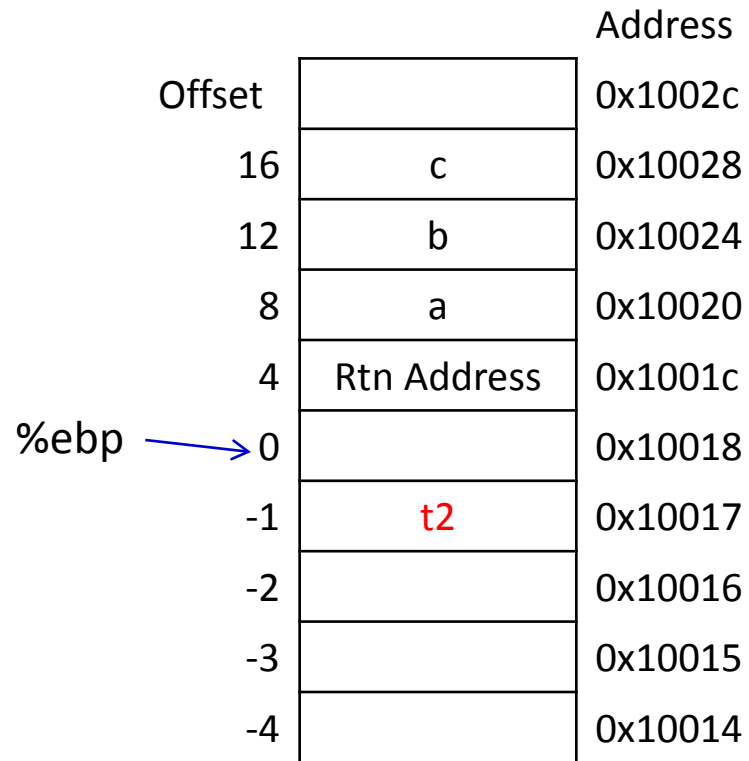 Address
Offset 0x1002c
16 c 0x10028
12 b 0x10024
8 a 0x10020
4 Rtn Address 0x1001c
%ebp 0 0x10018
-1 t2 0x10017
-2 0x10016
-3 0x10015
-4 0x10014